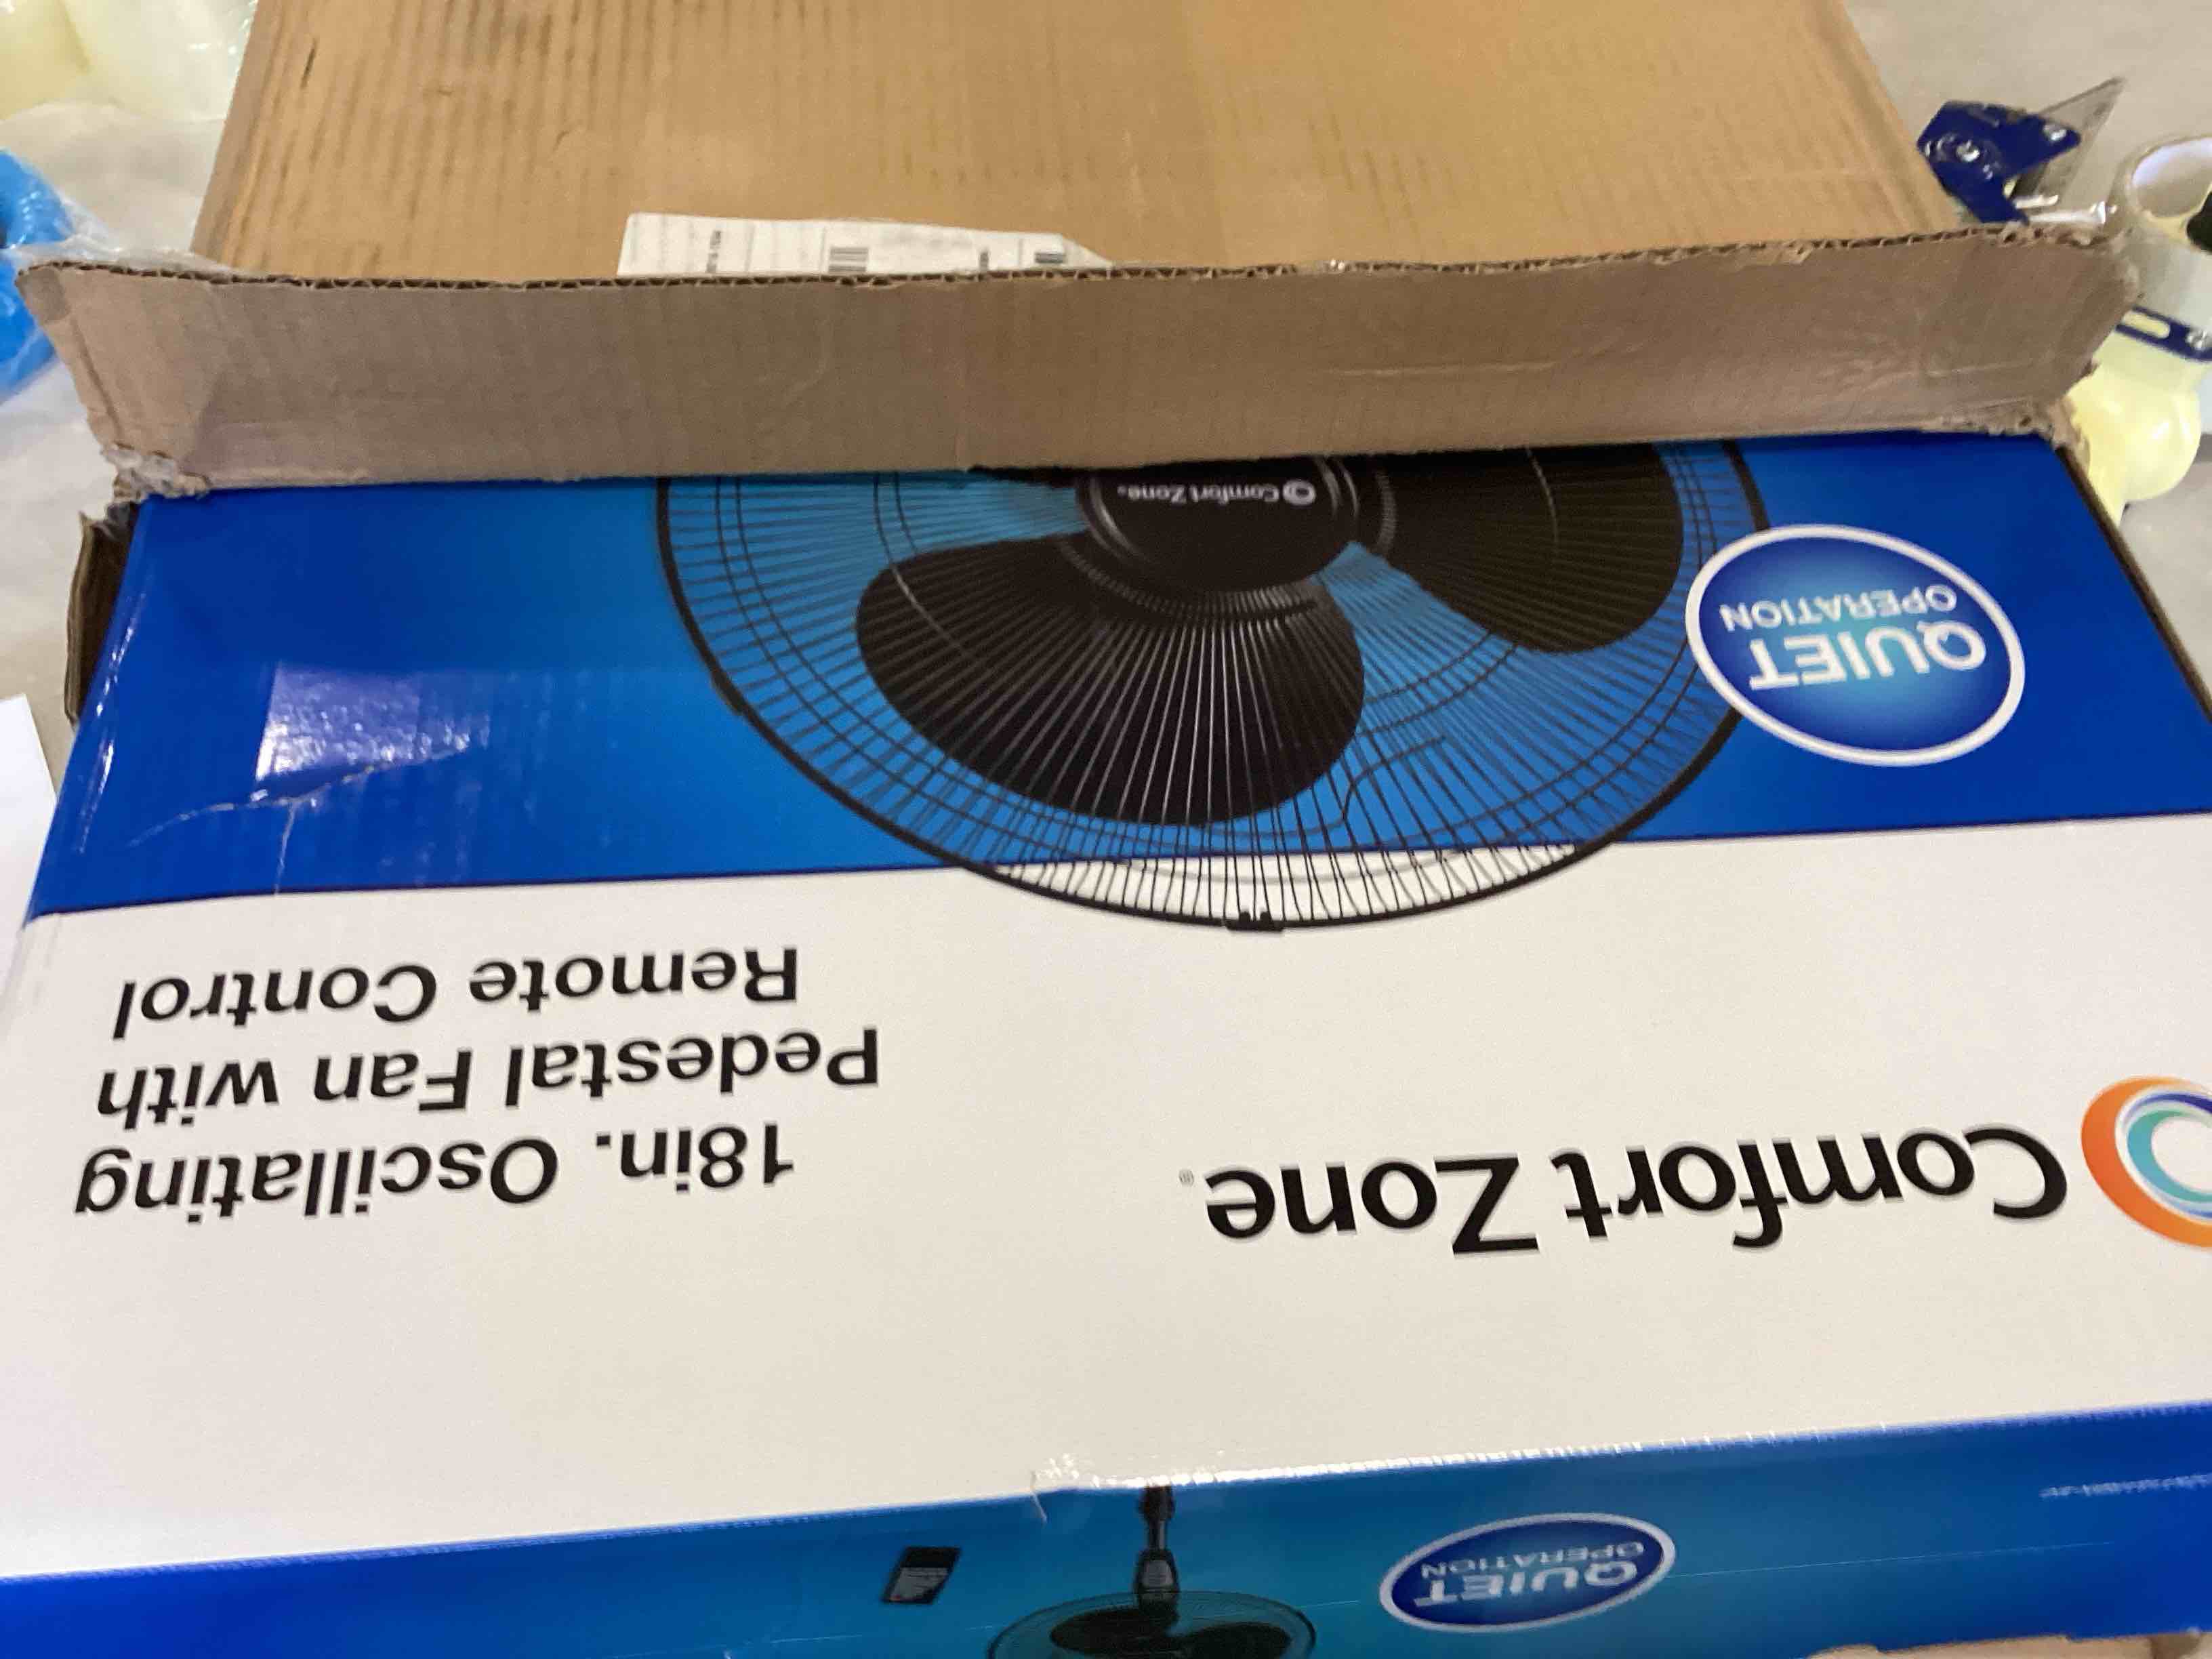 Comfort Zone®
18in. Oscillating
Pedestal Fan with
Remote Control
QUIET
OPERATION
Comfort Zone®
QUIET
OPERATION